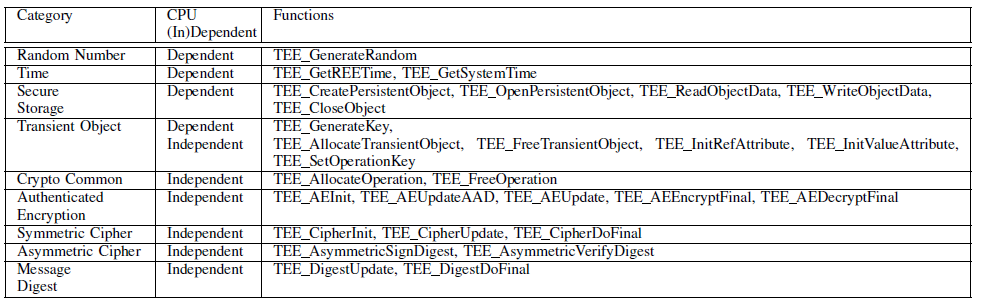 Category CPU Functions
(In)Dependent
Random Number Dependent TEE_GenerateRandom
Time Dependent TEE_GetREETime, TEE_GetSystemTime
Secure Dependent TEE_CreatePersistentObject, TEE_OpenPersistentObject, TEE_ReadObjectData, TEE_WriteObjectData,
Storage TEE_CloseObject
Transient Object Dependent TEE_GenerateKey,
Independent TEE_AllocateTransientObject, TEE_FreeTransientObject, TEE_InitRefAttribute, TEE_InitValueAttribute,
TEE_SetOperationKey
Crypto Common Independent TEE_AllocateOperation, TEE_FreeOperation
Authenticated Independent TEE_AEInit, TEE_AEUpdateAAD, TEE_AEUpdate, TEE_AEEncryptFinal, TEE_AEDecryptFinal
Encryption
Symmetric Cipher Independent TEE_CipherInit, TEE_CipherUpdate, TEE_CipherDoFinal
Asymmetric Cipher Independent TEE_AsymmetricSignDigest, TEE_AsymmetricVerifyDigest
Message Independent TEE_DigestUpdate, TEE_DigestDoFinal
Digest